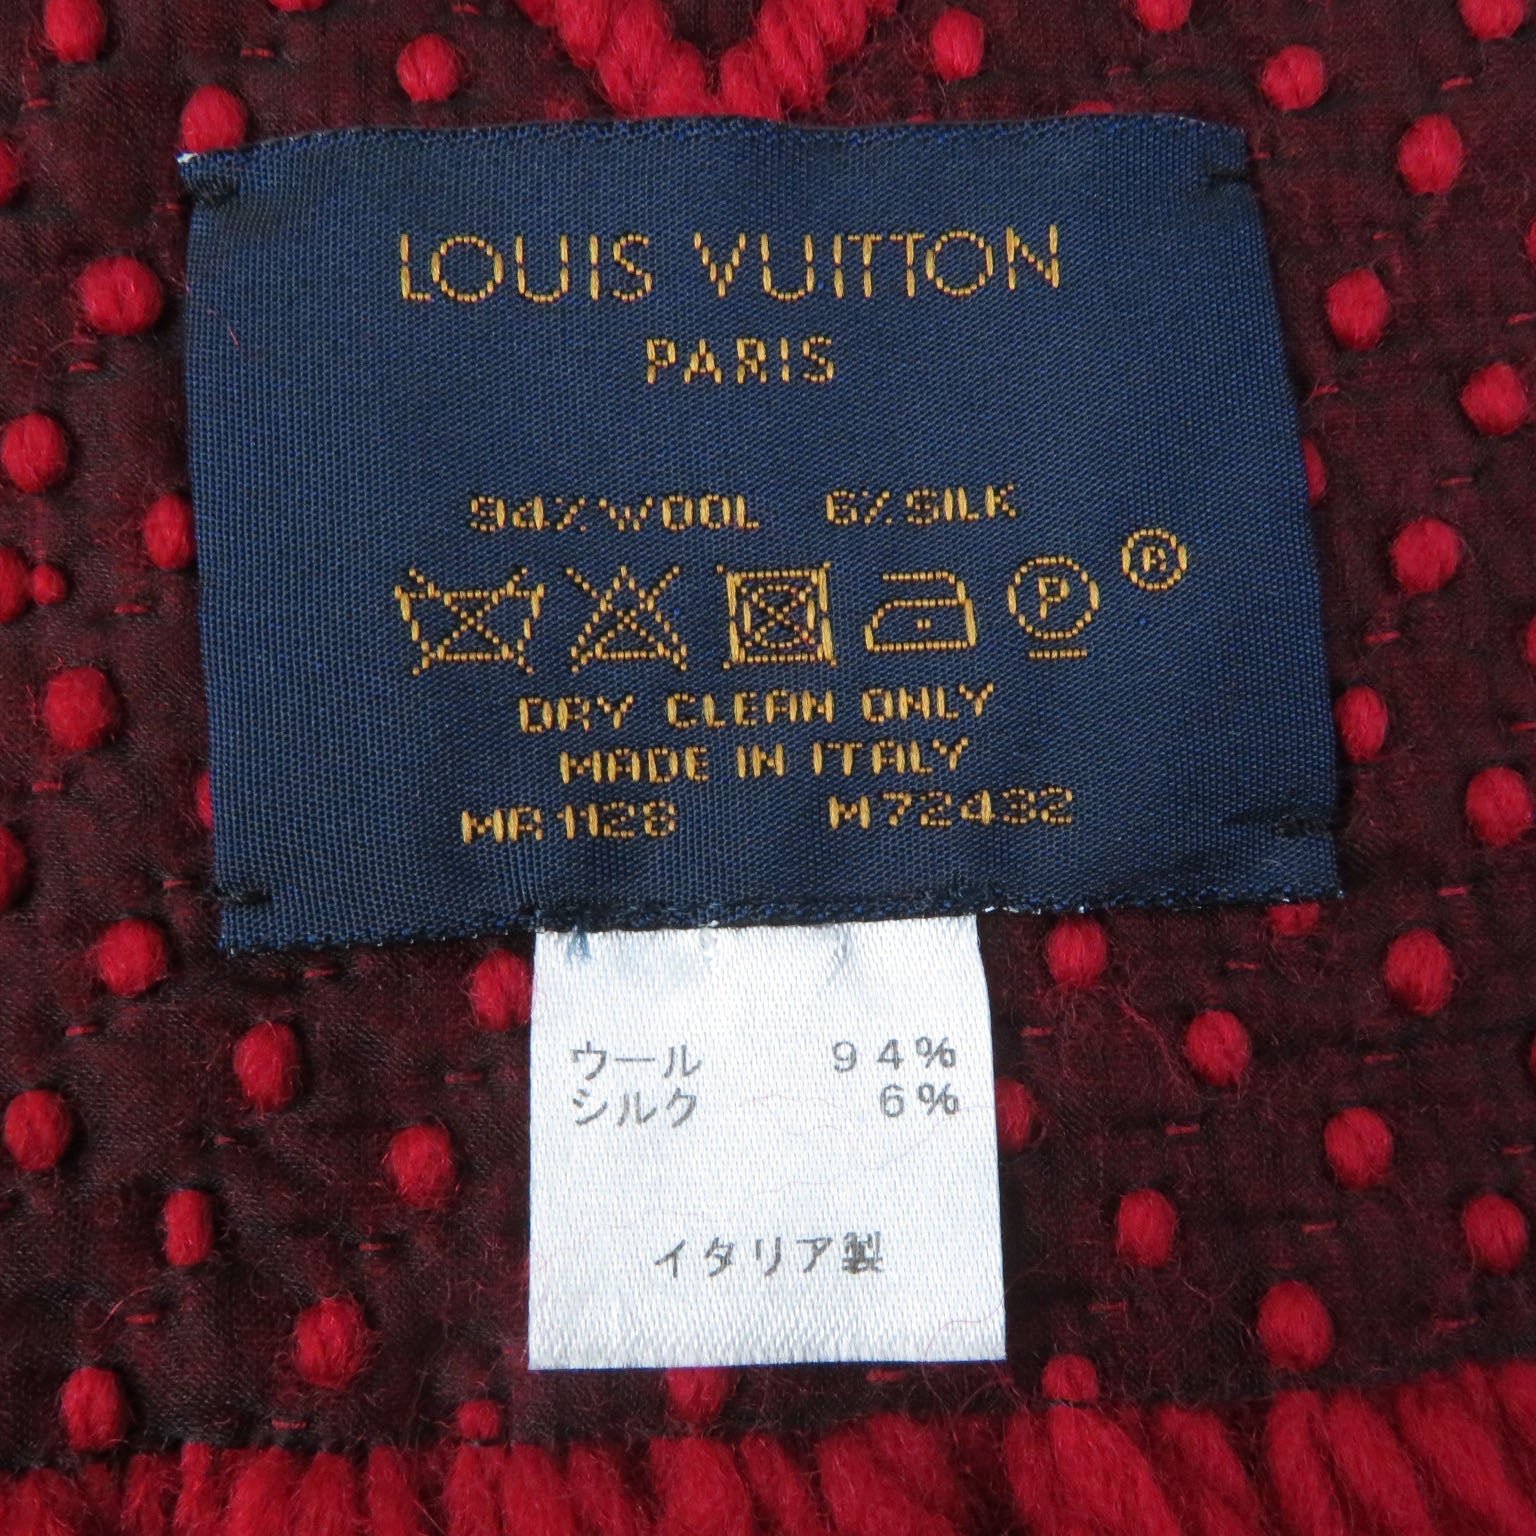 LOUIS VUITTON
PARIS
94% WOOL 6% SILK
P ®
DRY CLEAN ONLY
MADE IN ITALY
MR1128 M72432
ウール 94%
シルク 6%
イタリア製